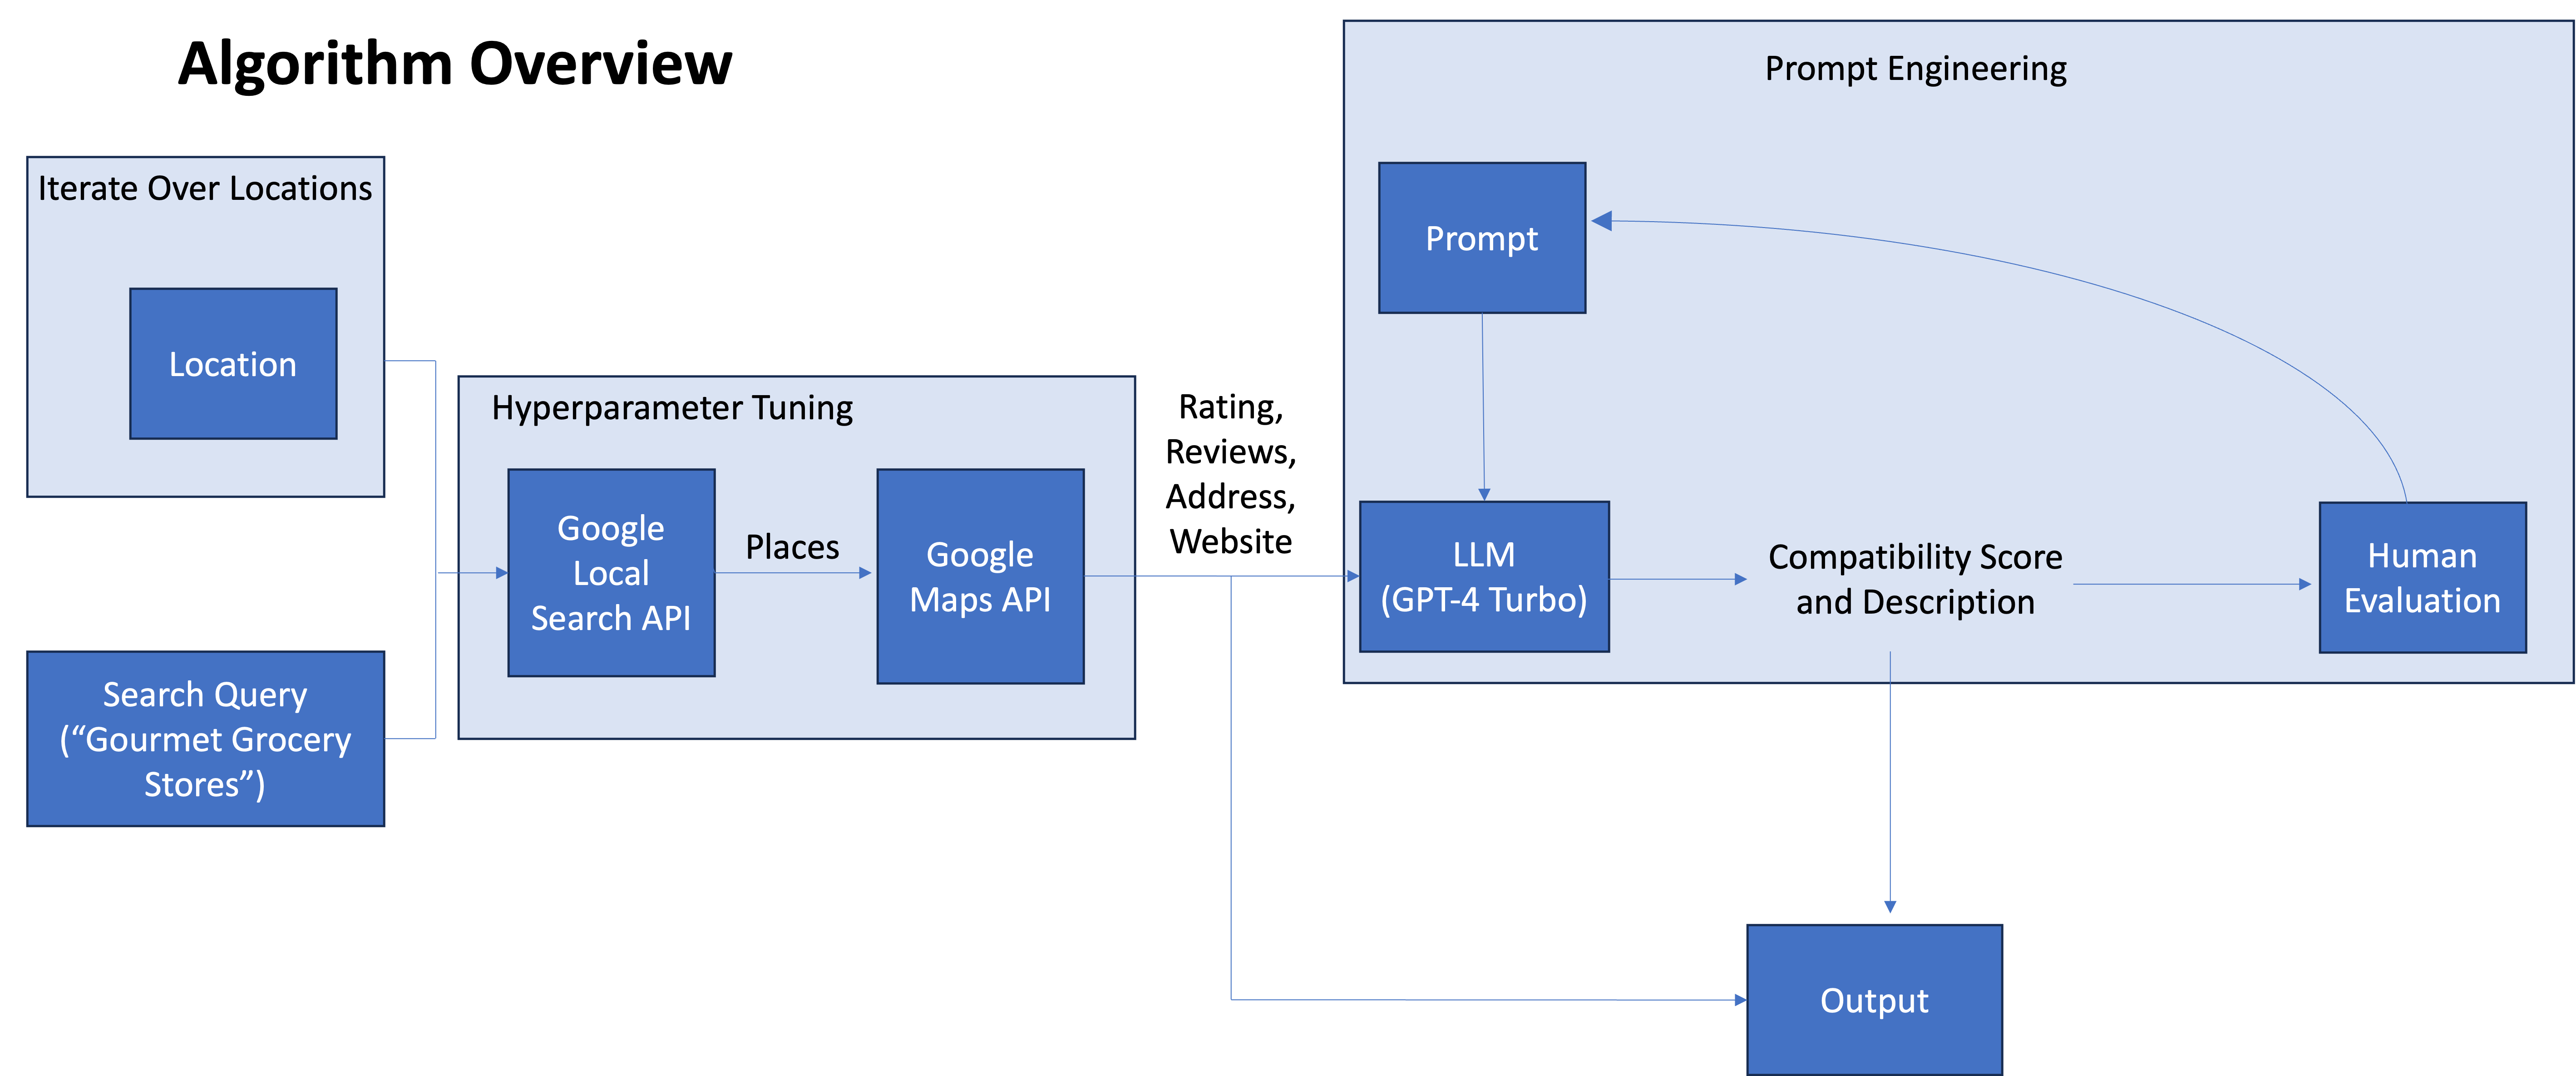 Algorithm Overview
Iterate Over Locations
Location
Search Query
(“Gourmet Grocery
Stores”)
Hyperparameter Tuning
Google
Local
Search API
Places
Google
Maps API
Rating,
Reviews,
Address,
Website
Prompt Engineering
Prompt
LLM
(GPT-4 Turbo)
Compatibility Score
and Description
Human
Evaluation
Output